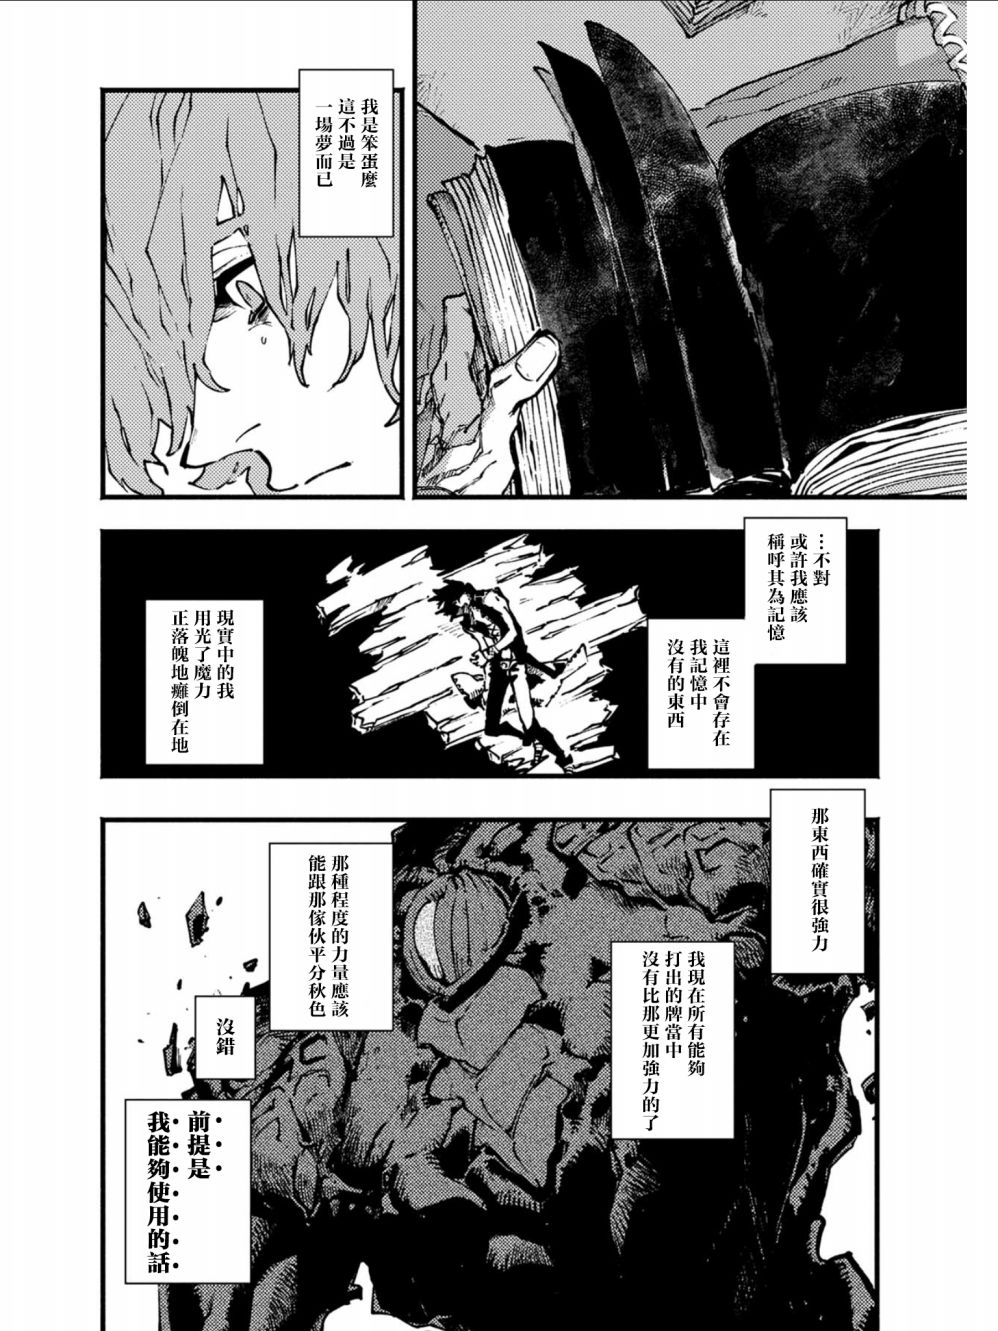 我是笨蛋麼
這不過是
一場夢而已
…不對
或許我應該
稱呼其為記憶
這裡不會存在
我記憶中
沒有的東西
現實中的我
用光了魔力
正落魄地癱倒在地
那東西確實很強力
我現在所有能夠
打出的牌當中
沒有比那更加強力的了
那種程度的力量應該
能跟那傢伙平分秋色
沒錯
前提是
我能夠使用的話